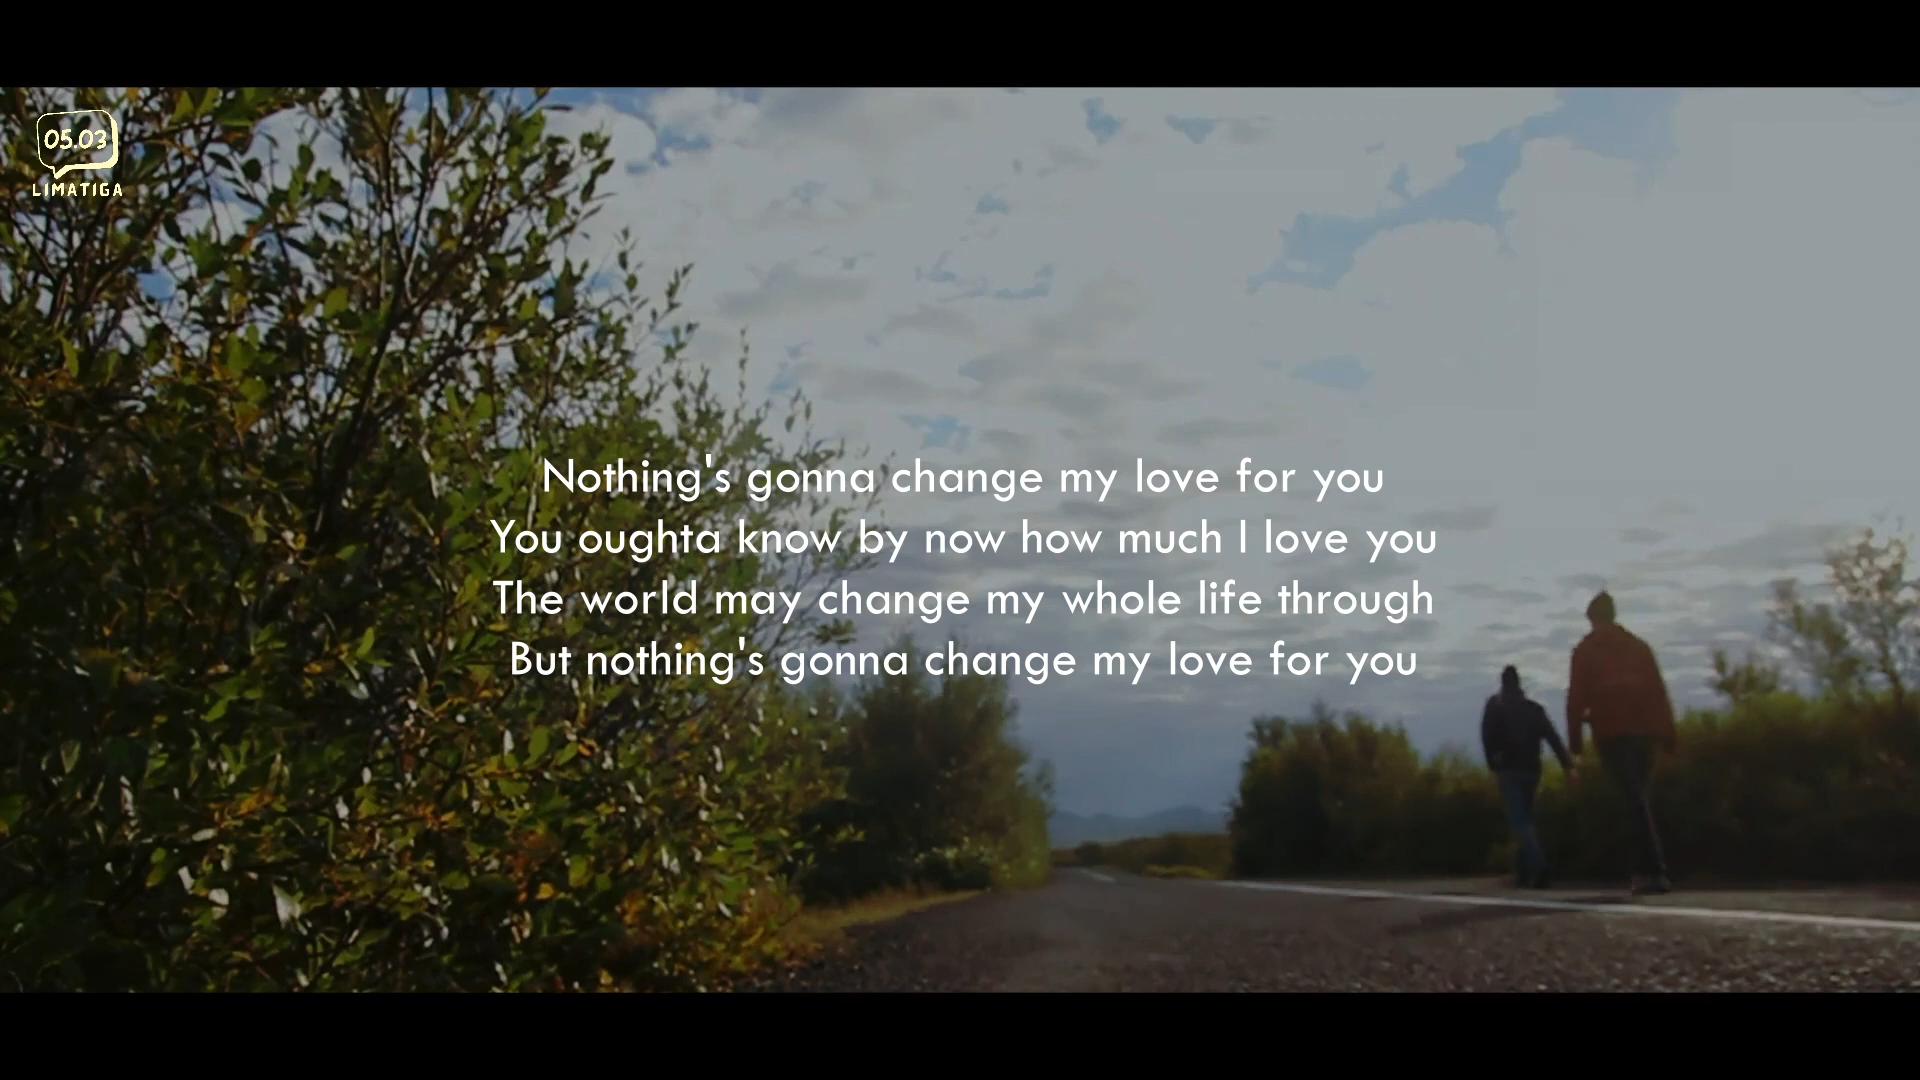 05.03
LIMATIGA
Nothing's gonna change my love for you
You oughta know by now how much I love you
The world may change my whole life through
But nothing's gonna change my love for you